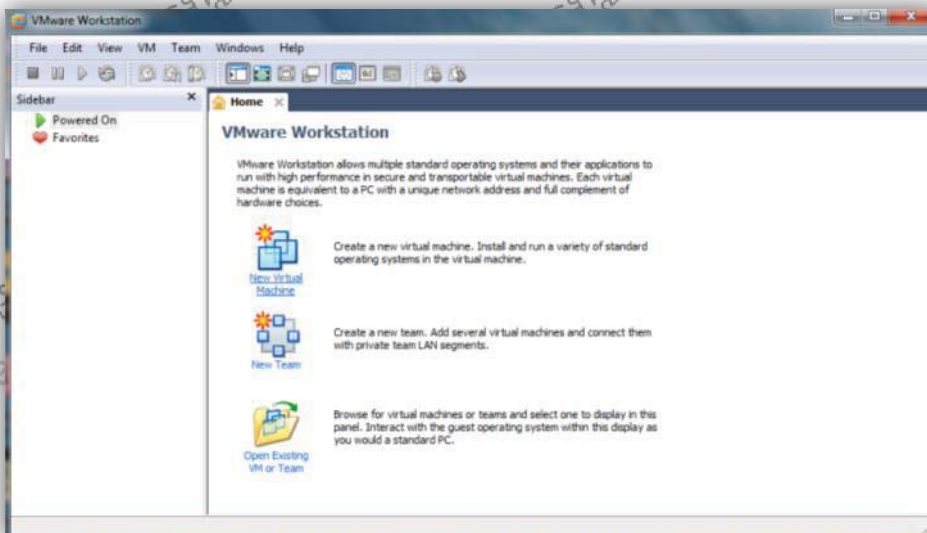 VMware Workstation
File Edit View VM Team Windows Help
Sidebar
Powered On
Favorites
Home
VMware Workstation
VMware Workstation allows multiple standard operating systems and their applications to
run with high performance in secure and transportable virtual machines. Each virtual
machine is equivalent to a PC with a unique network address and full complement of
hardware choices.
New Virtual
Machine
Create a new virtual machine. Install and run a variety of standard
operating systems in the virtual machine.
New Team
Create a new team. Add several virtual machines and connect them
with private team LAN segments.
Open Existing
VM or Team
Browse for virtual machines or teams and select one to display in this
panel. Interact with the guest operating system within this display as
you would a standard PC.